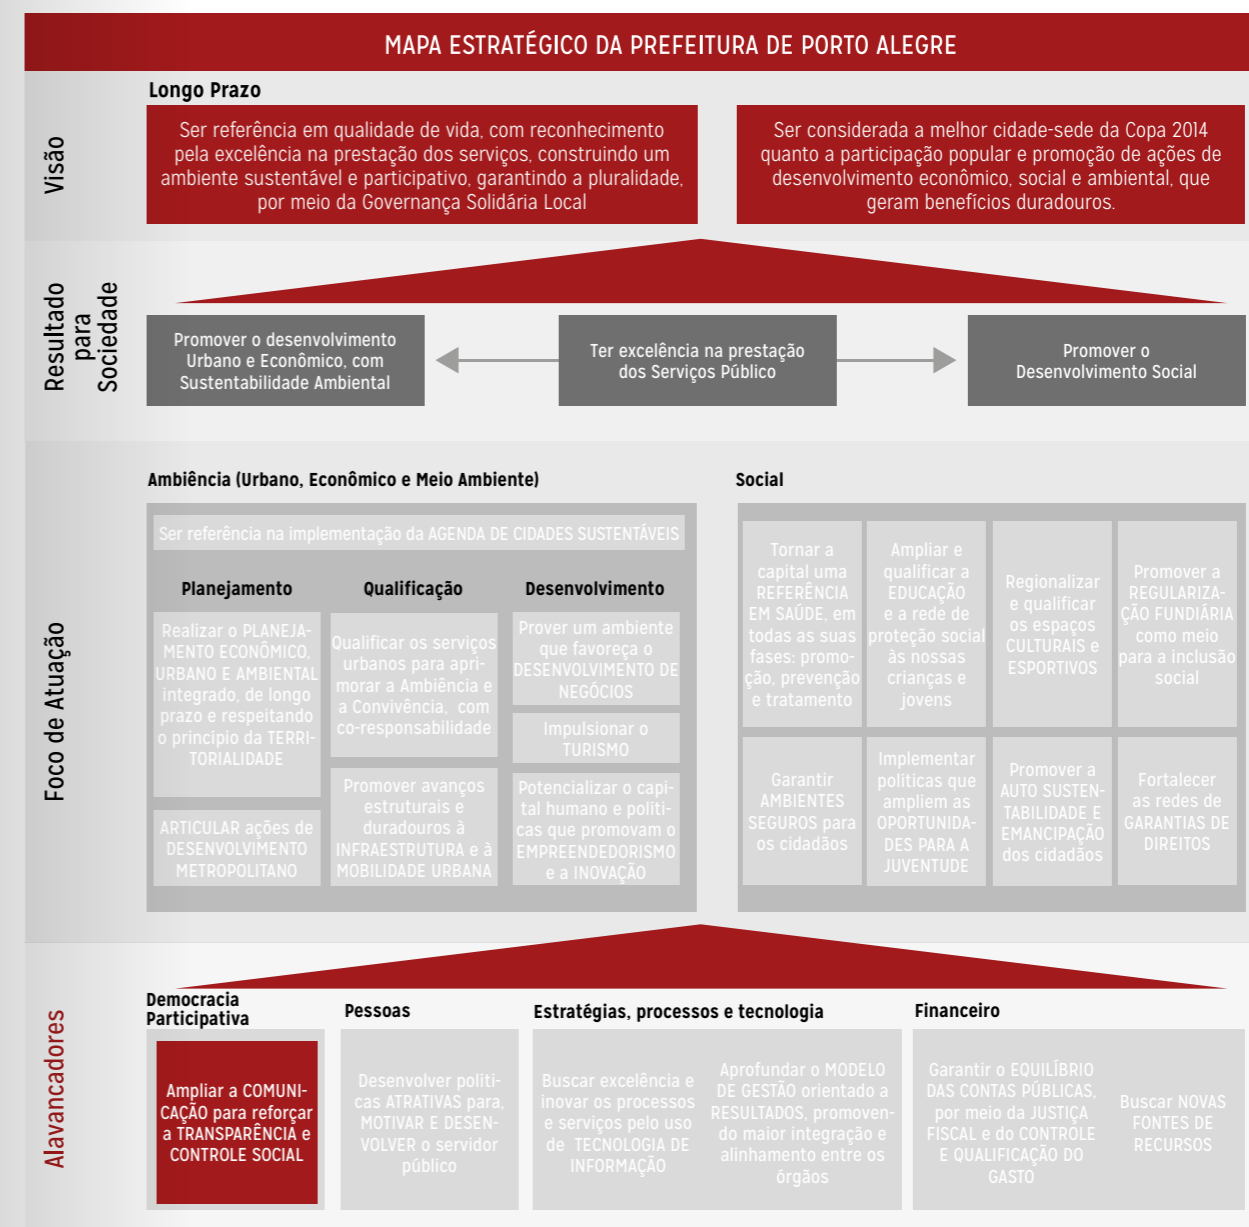 MAPA ESTRATÉGICO DA PREFEITURA DE PORTO ALEGRE
Visão
Longo Prazo
Ser referência em qualidade de vida, com reconhecimento
pela excelência na prestação dos serviços, construindo um
ambiente sustentável e participativo, garantindo a pluralidade,
por meio da Governança Solidária Local
Ser considerada a melhor cidade-sede da Copa 2014
quanto a participação popular e promoção de ações de
desenvolvimento econômico, social e ambiental, que
geram benefícios duradouros.
Resultado
para
Sociedade
Promover o desenvolvimento
Urbano e Econômico, com
Sustentabilidade Ambiental
Ter excelência na prestação
dos Serviços Público
Promover o
Desenvolvimento Social
Foco de Atuação
Ambiência (Urbano, Econômico e Meio Ambiente)
Ser referência na implementação da AGENDA DE CIDADES SUSTENTÁVEIS
Planejamento
Realizar o PLANEJA-
MENTO ECONÔMICO,
URBANO E AMBIENTAL
integrado, de longo
prazo e respeitando
o princípio da TERRI-
TORIALIDADE
ARTICULAR ações de
DESENVOLVIMENTO
METROPOLITANO
Qualificação
Qualificar os serviços
urbanos para apri-
morar a Ambiência e
a Convivência, com
co-responsabilidade
Promover avanços
estruturais e
duradouros à
INFRAESTRUTURA e à
MOBILIDADE URBANA
Desenvolvimento
Prover um ambiente
que favoreça o
DESENVOLVIMENTO DE
NEGÓCIOS
Impulsionar o
TURISMO
Potencializar o capi-
tal humano e políti-
cas que promovam o
EMPREENDEDORISMO
e a INOVAÇÃO
Social
Tornar a
capital uma
REFERÊNCIA
EM SAÚDE, em
todas as suas
fases: promo-
ção, prevenção
e tratamento
Ampliar e
qualificar a
EDUCAÇÃO
e a rede de
proteção social
às nossas
crianças e
jovens
Regionalizar
e qualificar
os espaços
CULTURAIS e
ESPORTIVOS
Promover a
REGULARIZA-
ÇÃO FUNDIÁRIA
como meio
para a inclusão
social
Garantir
AMBIENTES
SEGUROS para
os cidadãos
Implementar
políticas que
ampliem as
OPORTUNIDA-
DES PARA A
JUVENTUDE
Promover a
AUTO SUSTEN-
TABILIDADE E
EMANCIPAÇÃO
dos cidadãos
Fortalecer
as redes de
GARANTIAS DE
DIREITOS
Alavancadores
Democracia
Participativa
Ampliar a COMUNI-
CAÇÃO para reforçar
a TRANSPARÊNCIA e
CONTROLE SOCIAL
Pessoas
Desenvolver políti-
cas ATRATIVAS para,
MOTIVAR E DESEN-
VOLVER o servidor
público
Estratégias, processos e tecnologia
Buscar excelência e
inovar os processos
e serviços pelo uso
de TECNOLOGIA DE
INFORMAÇÃO
Aprofundar o MODELO
DE GESTÃO orientado a
RESULTADOS, promoven-
do maior integração e
alinhamento entre os
órgãos
Financeiro
Garantir o EQUILÍBRIO
DAS CONTAS PÚBLICAS,
por meio da JUSTIÇA
FISCAL e do CONTROLE
E QUALIFICAÇÃO DO
GASTO
Buscar NOVAS
FONTES DE
RECURSOS